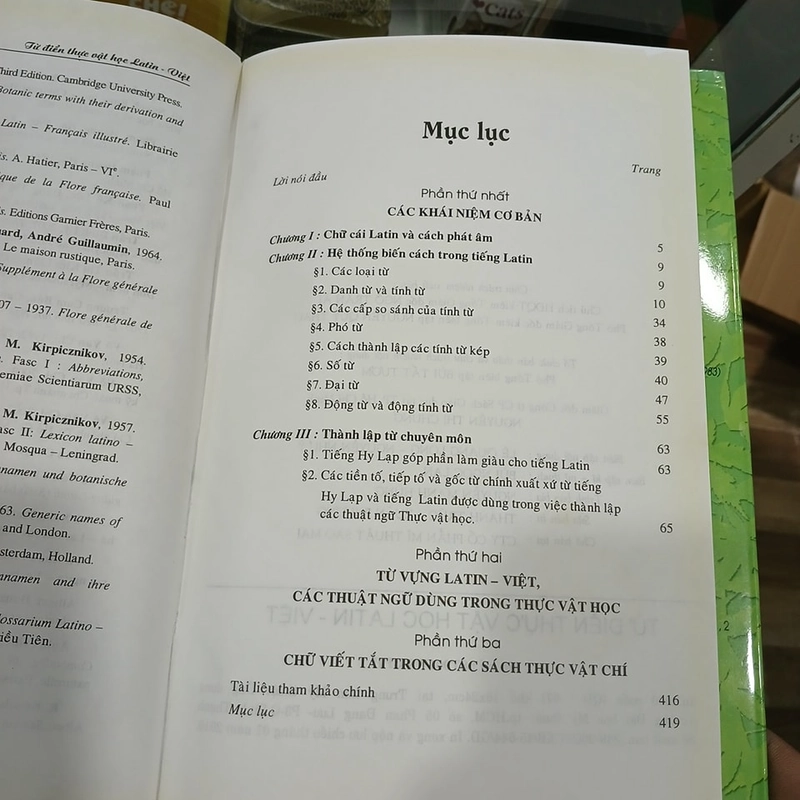 Cats
Từ điển thực vật học Latin - Việt
Third Edition. Cambridge University Press.
Botanic terms with their derivation and
Latin – Français illustré. Librairie
A. Hatier, Paris – VIe.
que de la Flore française. Paul
Editions Garnier Frères, Paris.
André Guillaumin, 1964.
Le maison rustique, Paris.
Supplément à la Flore générale
07 – 1937. Flore générale de
M. Kirpicznikov, 1954.
Fasc I : Abbreviations,
emiae Scientiarum URSS,
M. Kirpicznikov, 1957.
asc II: Lexicon latino –
Mosqua – Leningrad.
nnamen und botanische
63. Generic names of
and London.
msterdam, Holland.
nnamen and ihre
lossarium Latino –
iều Tiên.
Mục lục
Trang
Lời nói đầu
Phần thứ nhất
CÁC KHÁI NIỆM CƠ BẢN
Chương I : Chữ cái Latin và cách phát âm 5
Chương II : Hệ thống biến cách trong tiếng Latin 9
§1. Các loại từ 9
§2. Danh từ và tính từ 10
§3. Các cấp so sánh của tính từ 34
§4. Phó từ 38
§5. Cách thành lập các tính từ kép 39
§6. Số từ 40
§7. Đại từ 47
§8. Động từ và động tính từ 55
Chương III : Thành lập từ chuyên môn 63
§1. Tiếng Hy Lạp góp phần làm giàu cho tiếng Latin 63
§2. Các tiền tố, tiếp tố và gốc từ chính xuất xứ từ tiếng
Hy Lạp và tiếng Latin được dùng trong việc thành lập
các thuật ngữ Thực vật học. 65
Phần thứ hai
TỪ VỰNG LATIN – VIỆT,
CÁC THUẬT NGỮ DÙNG TRONG THỰC VẬT HỌC
Phần thứ ba
CHỮ VIẾT TẮT TRONG CÁC SÁCH THỰC VẬT CHÍ
Tài liệu tham khảo chính 416
Mục lục 419
983)
, 2